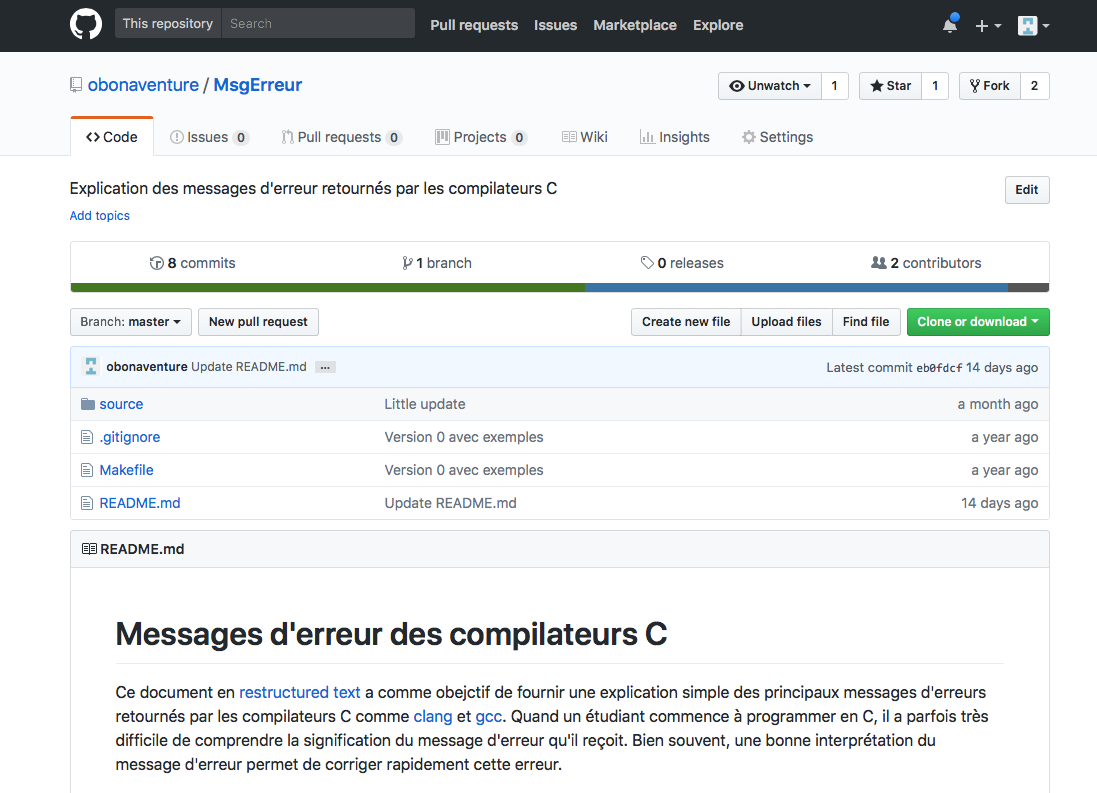 This repository Search Pull requests Issues Marketplace Explore
obonaventure / MsgErreur Unwatch 1 Star 1 Fork 2
Code Issues 0 Pull requests 0 Projects 0 Wiki Insights Settings
Explication des messages d'erreur retournés par les compilateurs C Edit
Add topics
8 commits 1 branch 0 releases 2 contributors
Branch: master New pull request Create new file Upload files Find file Clone or download
obonaventure Update README.md ... Latest commit eb0fdcf 14 days ago
source Little update a month ago
.gitignore Version 0 avec exemples a year ago
Makefile Version 0 avec exemples a year ago
README.md Update README.md 14 days ago
README.md
Messages d'erreur des compilateurs C
Ce document en restructured text a comme obejctif de fournir une explication simple des principaux messages d'erreurs
retournés par les compilateurs C comme clang et gcc. Quand un étudiant commence à programmer en C, il a parfois très
difficile de comprendre la signification du message d'erreur qu'il reçoit. Bien souvent, une bonne interprétation du
message d'erreur permet de corriger rapidement cette erreur.